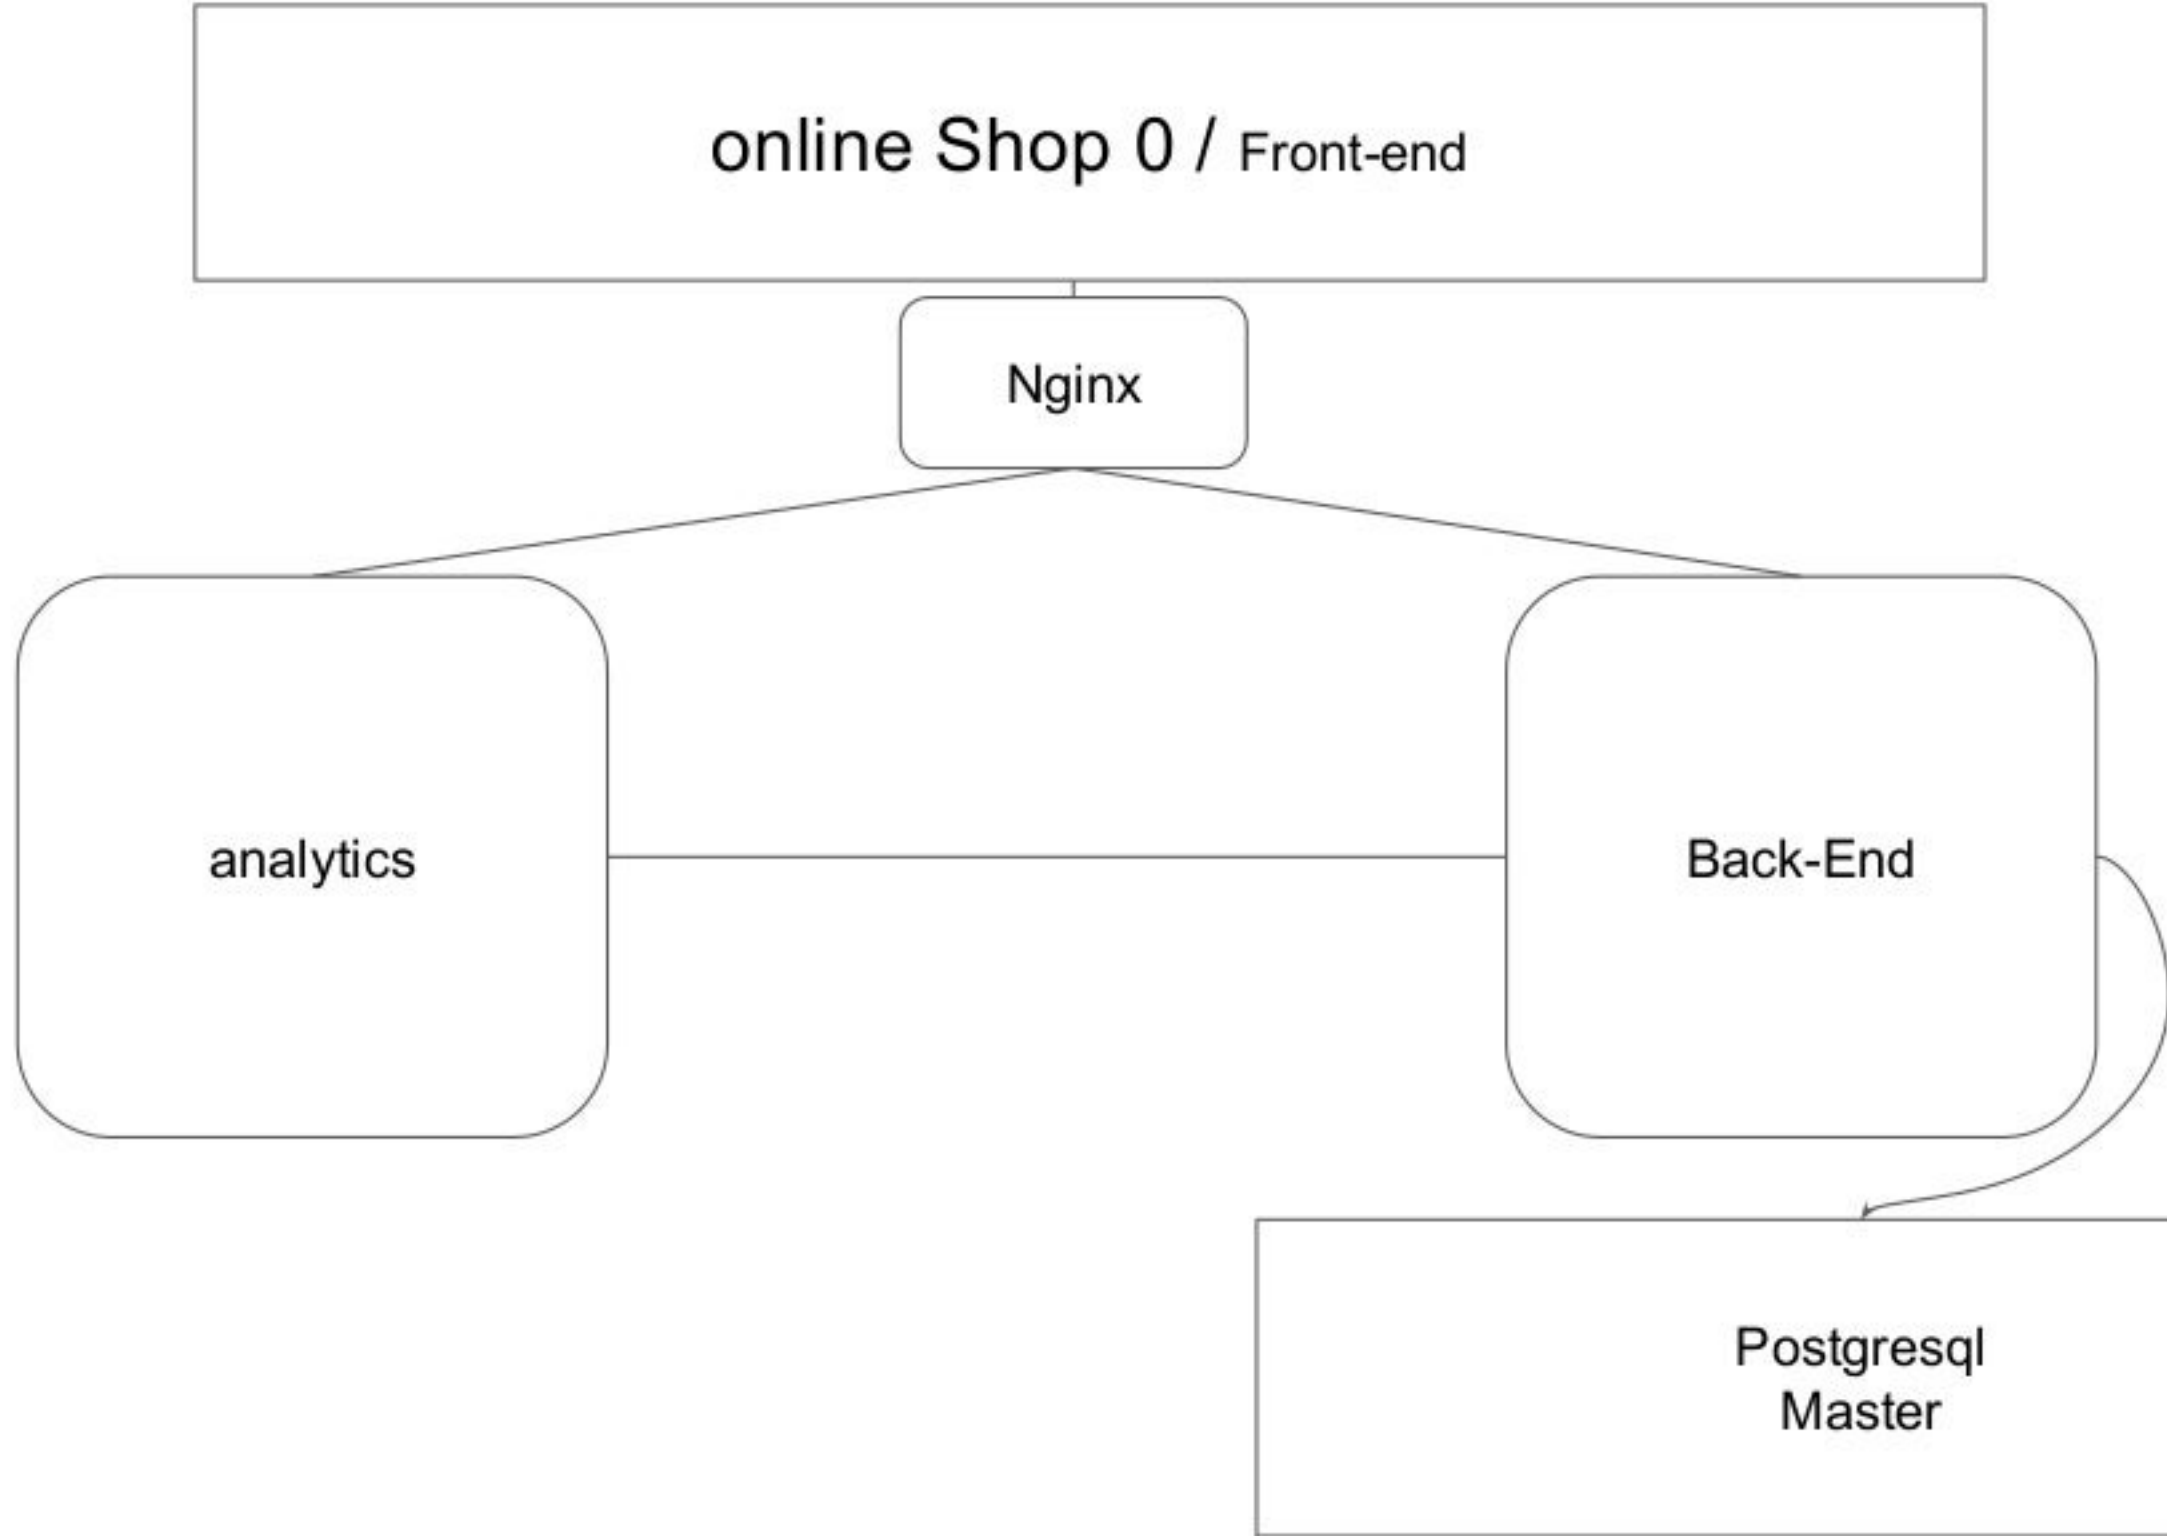 online Shop 0 / Front-end
Nginx
analytics
Back-End
Postgresql
Master